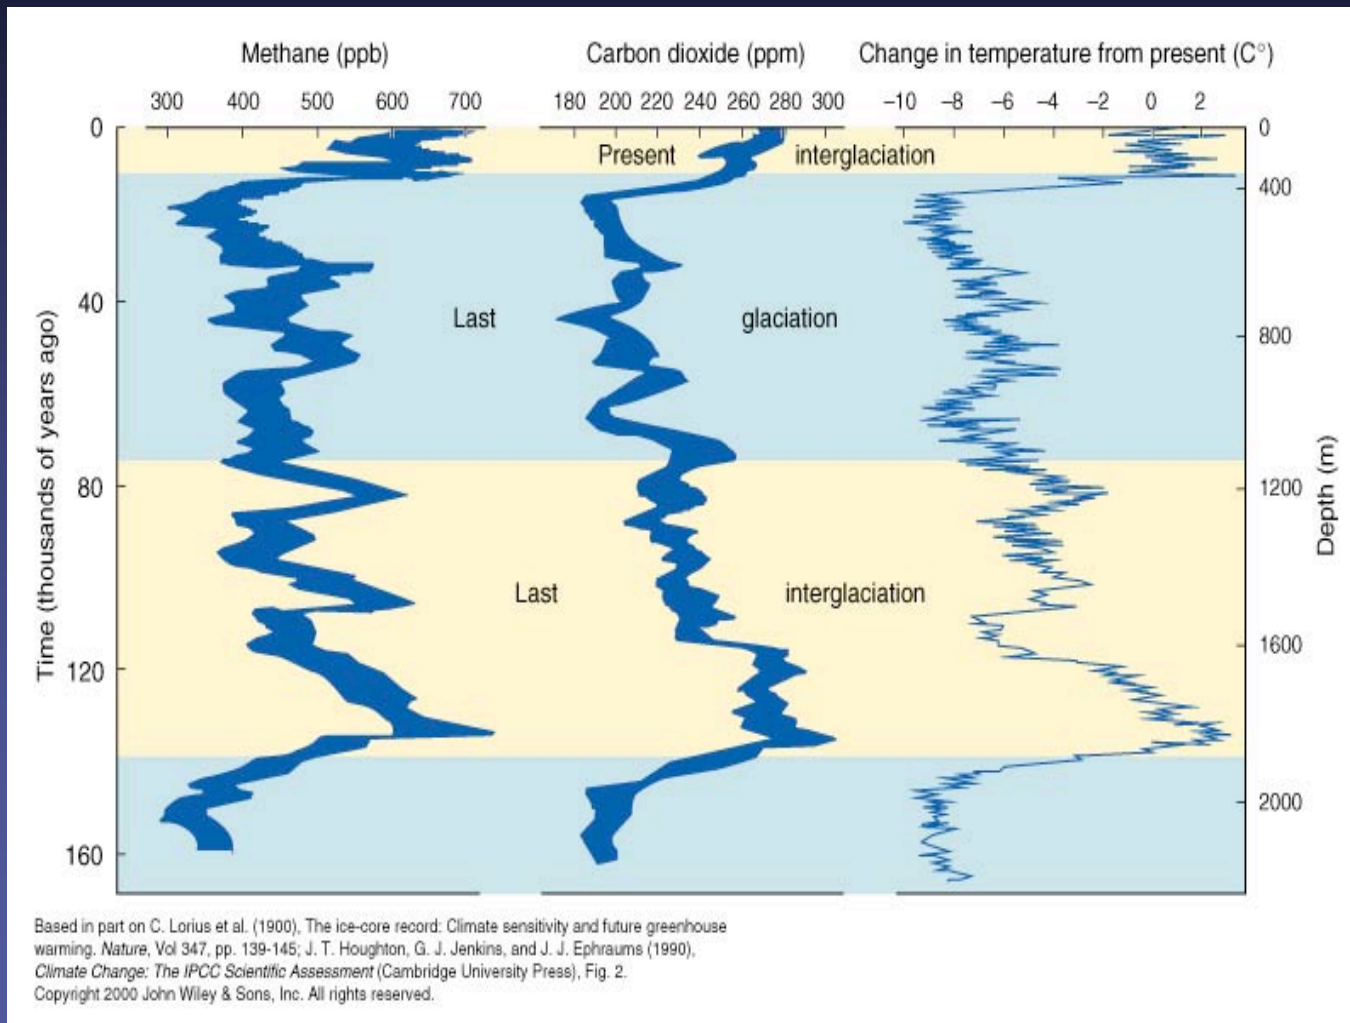 Methane (ppb) Carbon dioxide (ppm) Change in temperature from present (C°)
300 400 500 600 700 180 200 220 240 260 280 300 –10 –8 –6 –4 –2 0 2
0 0
Present interglaciation
400
40
Last glaciation
800
80 1200
Last interglaciation
1600
120
2000
160
Time (thousands of years ago)
Depth (m)
Based in part on C. Lorius et al. (1900), The ice-core record: Climate sensitivity and future greenhouse
warming. Nature, Vol 347, pp. 139-145; J. T. Houghton, G. J. Jenkins, and J. J. Ephraums (1990),
Climate Change: The IPCC Scientific Assessment (Cambridge University Press), Fig. 2.
Copyright 2000 John Wiley & Sons, Inc. All rights reserved.